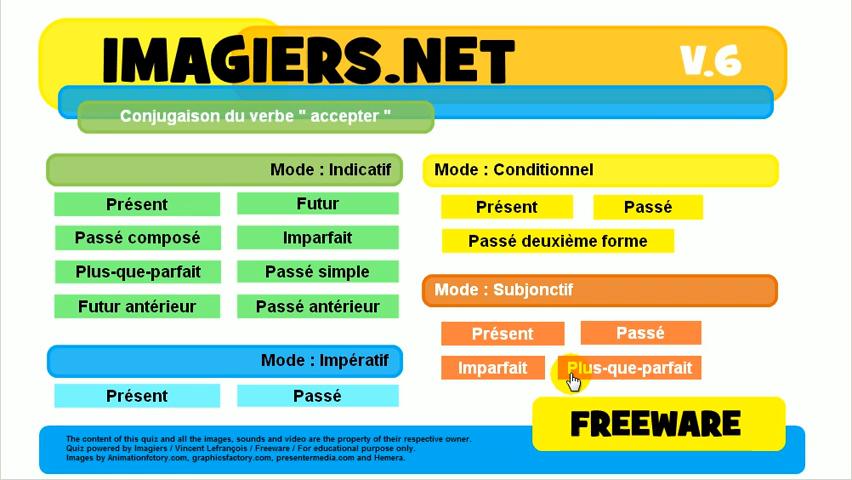 IMAGIERS.NET
V.6
Conjugaison du verbe " accepter "
Mode : Indicatif
Présent
Futur
Passé composé
Imparfait
Plus-que-parfait
Passé simple
Futur antérieur
Passé antérieur
Mode : Impératif
Présent
Passé
Mode : Conditionnel
Présent
Passé
Passé deuxième forme
Mode : Subjonctif
Présent
Passé
Imparfait
Plus-que-parfait
FREEWARE
The content of this quiz and all the images, sounds and video are the property of their respective owner.
Quiz powered by Imagiers / Vincent Lefrançois / Freeware / For educational purpose only.
Images by Animationfctory.com, graphicsfactory.com, presentermedia.com and Hemera.